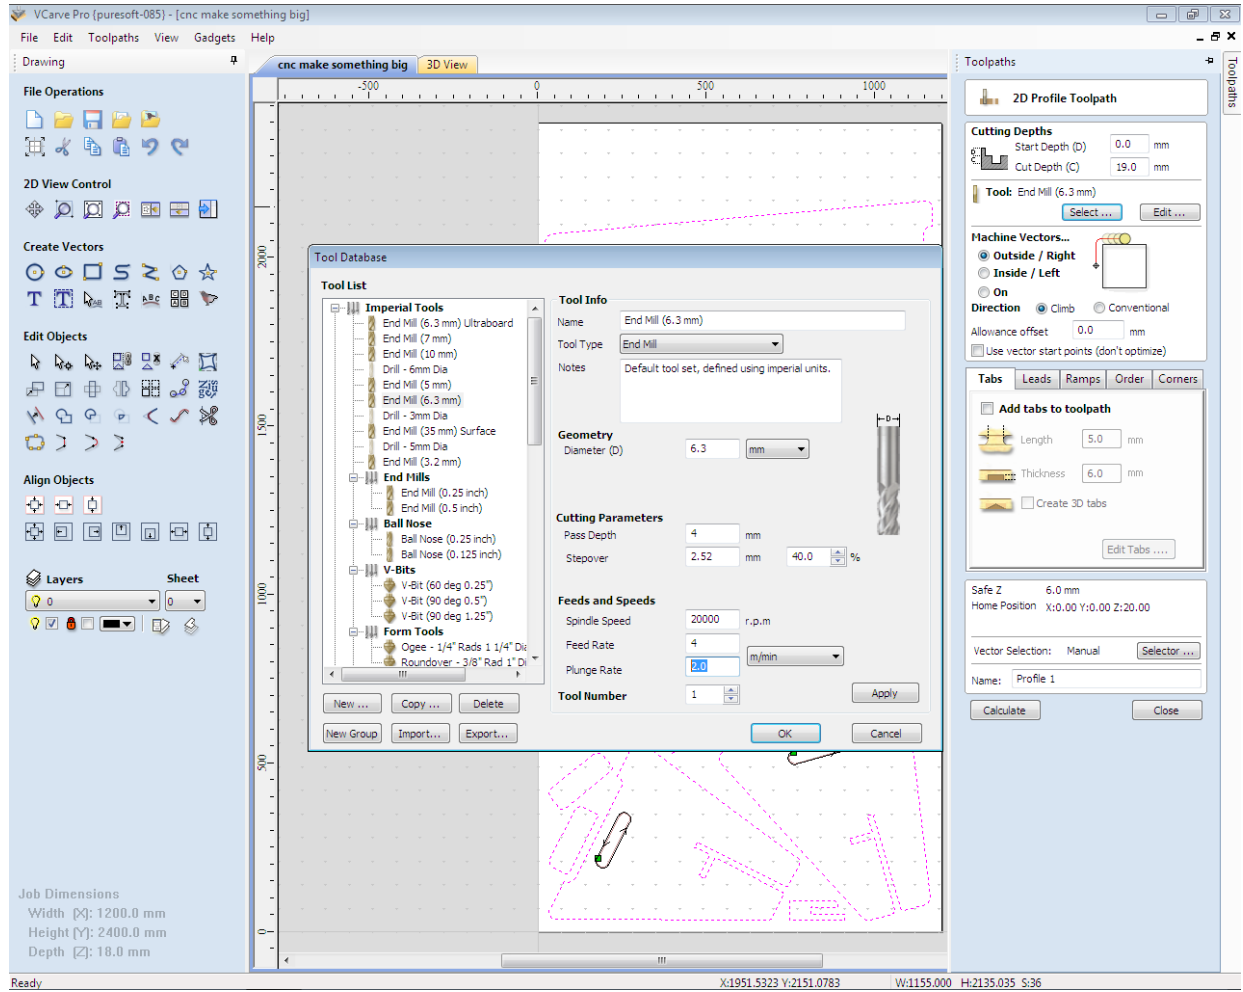 VCarve Pro {puresoft-085} - [cnc make something big]
File Edit Toolpaths View Gadgets Help
Drawing
File Operations
2D View Control
Create Vectors
Edit Objects
Align Objects
Layers Sheet
0 0
Job Dimensions
Width (X): 1200.0 mm
Height (Y): 2400.0 mm
Depth (Z): 18.0 mm
Ready
cnc make something big 3D View
-500 0 500 1000
2000
1500
1000
500
0
Tool Database
Tool List
Imperial Tools
End Mill (6.3 mm) Ultraboard
End Mill (7 mm)
End Mill (10 mm)
Drill - 6mm Dia
End Mill (5 mm)
End Mill (6.3 mm)
Drill - 3mm Dia
End Mill (35 mm) Surface
Drill - 5mm Dia
End Mill (3.2 mm)
End Mills
End Mill (0.25 inch)
End Mill (0.5 inch)
Ball Nose
Ball Nose (0.25 inch)
Ball Nose (0.125 inch)
V-Bits
V-Bit (60 deg 0.25")
V-Bit (90 deg 0.5")
V-Bit (90 deg 1.25")
Form Tools
Ogee - 1/4" Rads 1 1/4" Dia
Roundover - 3/8" Rad 1" Di
New ... Copy ... Delete
New Group Import... Export...
Tool Info
Name End Mill (6.3 mm)
Tool Type End Mill
Notes Default tool set, defined using imperial units.
Geometry
Diameter (D) 6.3 mm
D
Cutting Parameters
Pass Depth 4 mm
Stepover 2.52 mm 40.0 %
Feeds and Speeds
Spindle Speed 20000 r.p.m
Feed Rate 4
m/min
Plunge Rate 2.0
Tool Number 1 Apply
OK Cancel
Toolpaths
Toolpaths
2D Profile Toolpath
Cutting Depths
Start Depth (D) 0.0 mm
Cut Depth (C) 19.0 mm
Tool: End Mill (6.3 mm)
Select ... Edit ...
Machine Vectors...
Outside / Right
Inside / Left
On
Direction Climb Conventional
Allowance offset 0.0 mm
Use vector start points (don't optimize)
Tabs Leads Ramps Order Corners
Add tabs to toolpath
Length 5.0 mm
Thickness 6.0 mm
Create 3D tabs
Edit Tabs ....
Safe Z 6.0 mm
Home Position X:0.00 Y:0.00 Z:20.00
Vector Selection: Manual Selector ...
Name: Profile 1
Calculate Close
X:1951.5323 Y:2151.0783 W:1155.000 H:2135.035 S:36